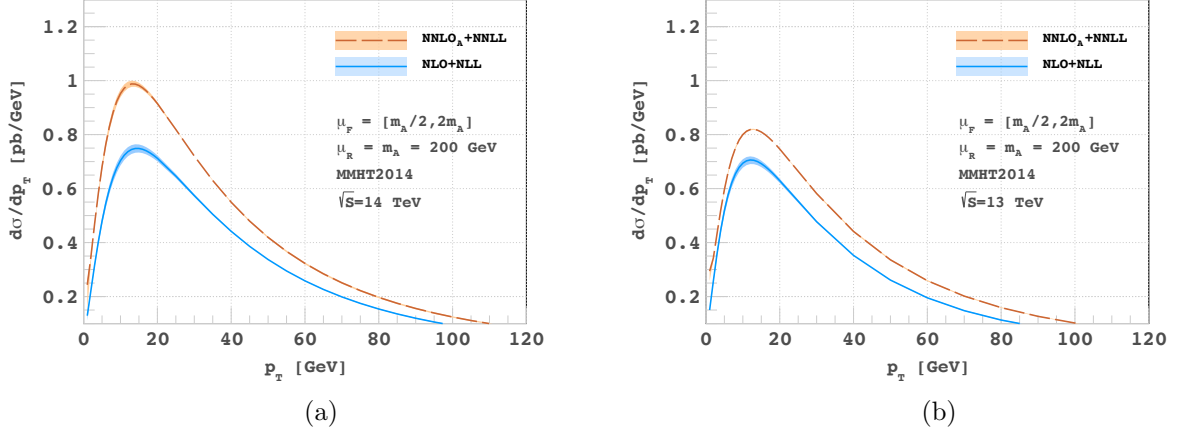 1.2
1
0.8
0.6
0.4
0.2
dσ/dp_T [pb/GeV]
NNLO_A+NNLL
NLO+NLL
μ_F = [m_A/2,2m_A]
μ_R = m_A = 200 GeV
MMHT2014
√S=14 TeV
0 20 40 60 80 100 120
p_T [GeV]
(a)
1.2
1
0.8
0.6
0.4
0.2
dσ/dp_T [pb/GeV]
NNLO_A+NNLL
NLO+NLL
μ_F = [m_A/2,2m_A]
μ_R = m_A = 200 GeV
MMHT2014
√S=13 TeV
0 20 40 60 80 100 120
p_T [GeV]
(b)